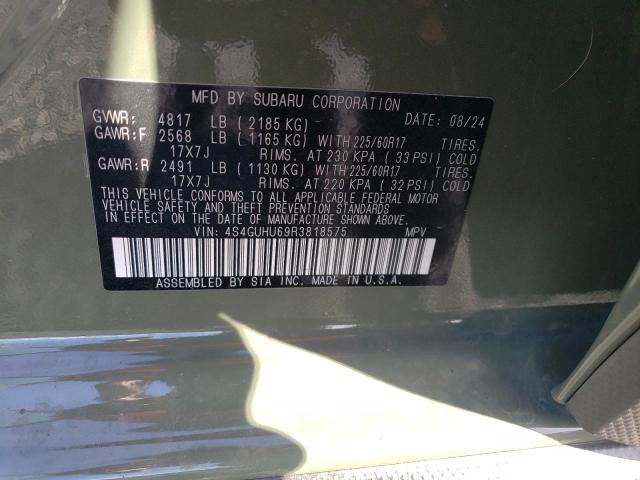 MFD BY SUBARU CORPORATION
GVWR: 4817 LB ( 2185 KG) DATE: 08/24
GAWR:F 2568 LB ( 1165 KG) WITH 225/60R17 TIRES.
17X7J RIMS. AT 230 KPA ( 33 PSI) COLD
GAWR:R 2491 LB ( 1130 KG) WITH 225/60R17 TIRES.
17X7J RIMS. AT 220 KPA ( 32 PSI) COLD
THIS VEHICLE CONFORMS TO ALL APPLICABLE FEDERAL MOTOR
VEHICLE SAFETY AND THEFT PREVENTION STANDARDS
IN EFFECT ON THE DATE OF MANUFACTURE SHOWN ABOVE.
VIN: 4S4GUHU69R3818575 MPV
ASSEMBLED BY SIA INC. MADE IN U.S.A.